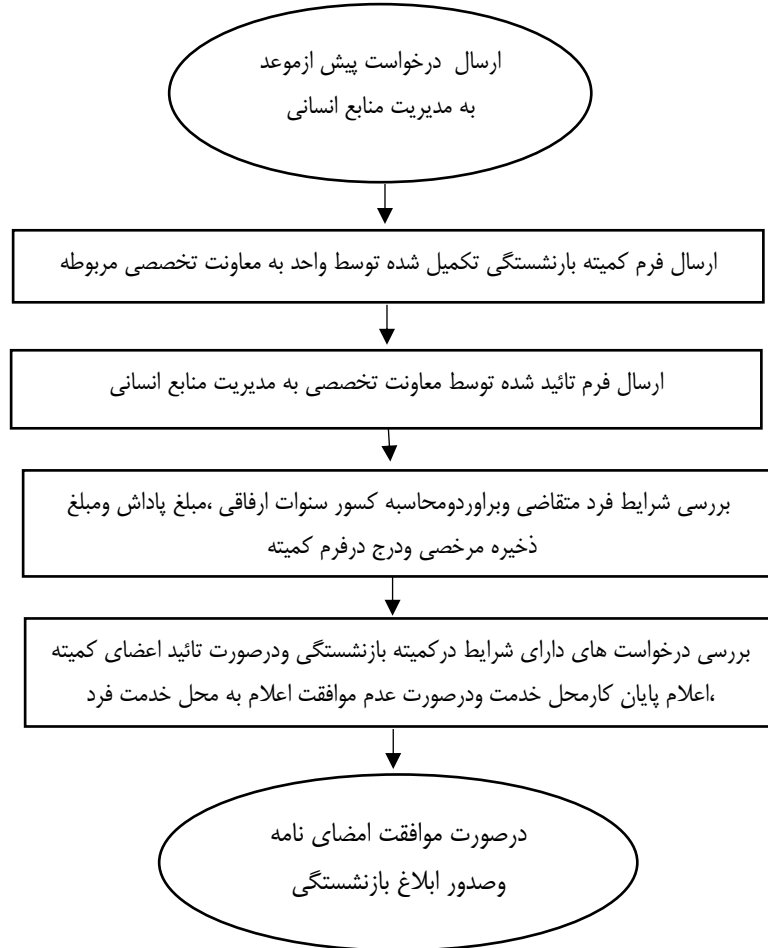 ارسال درخواست پیش ازموعد
به مدیریت منابع انسانی
ارسال فرم کمیته بارنشستگی تکمیل شده توسط واحد به معاونت تخصصی مربوطه
ارسال فرم تائید شده توسط معاونت تخصصی به مدیریت منابع انسانی
بررسی شرایط فرد متقاضی وبراوردومحاسبه کسور سنوات ارفاقی ،مبلغ پاداش ومبلغ
ذخیره مرخصی ودرج درفرم کمیته
بررسی درخواست های دارای شرایط درکمیته بازنشستگی ودرصورت تائید اعضای کمیته
،اعلام پایان کارمحل خدمت ودرصورت عدم موافقت اعلام به محل خدمت فرد
درصورت موافقت امضای نامه
وصدور ابلاغ بازنشستگی